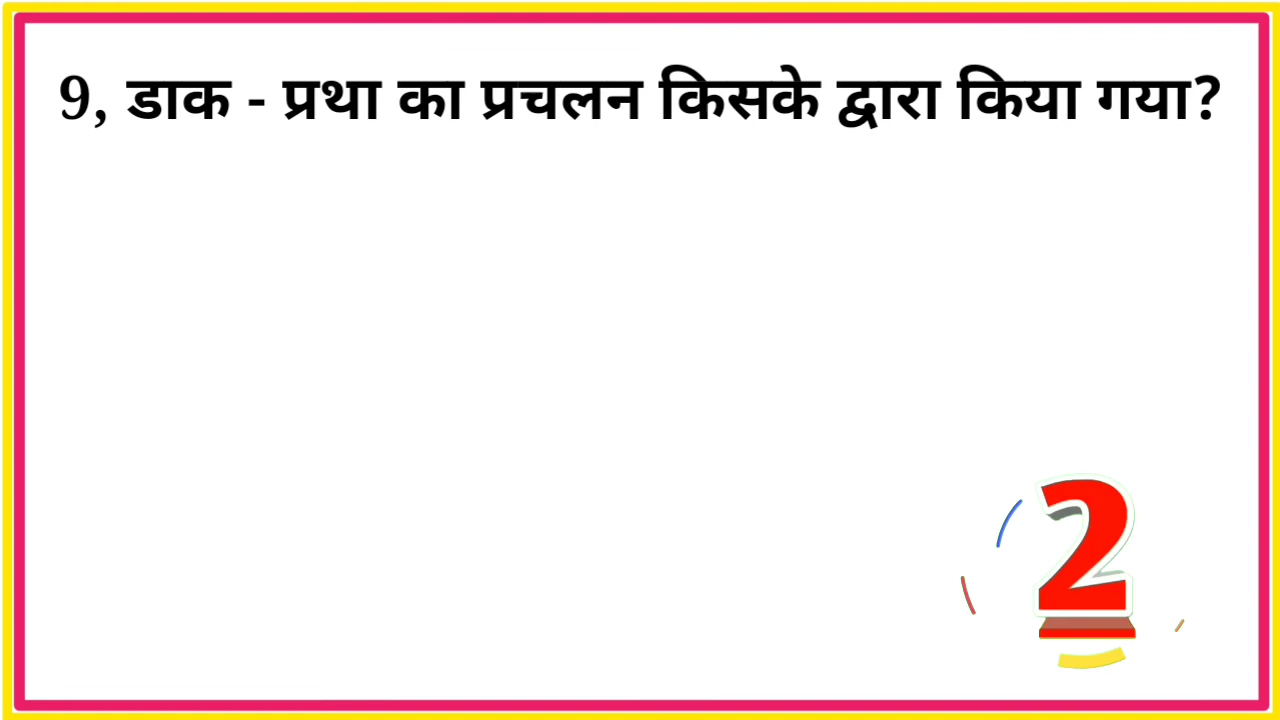 9, डाक - प्रथा का प्रचलन किसके द्वारा किया गया?
2